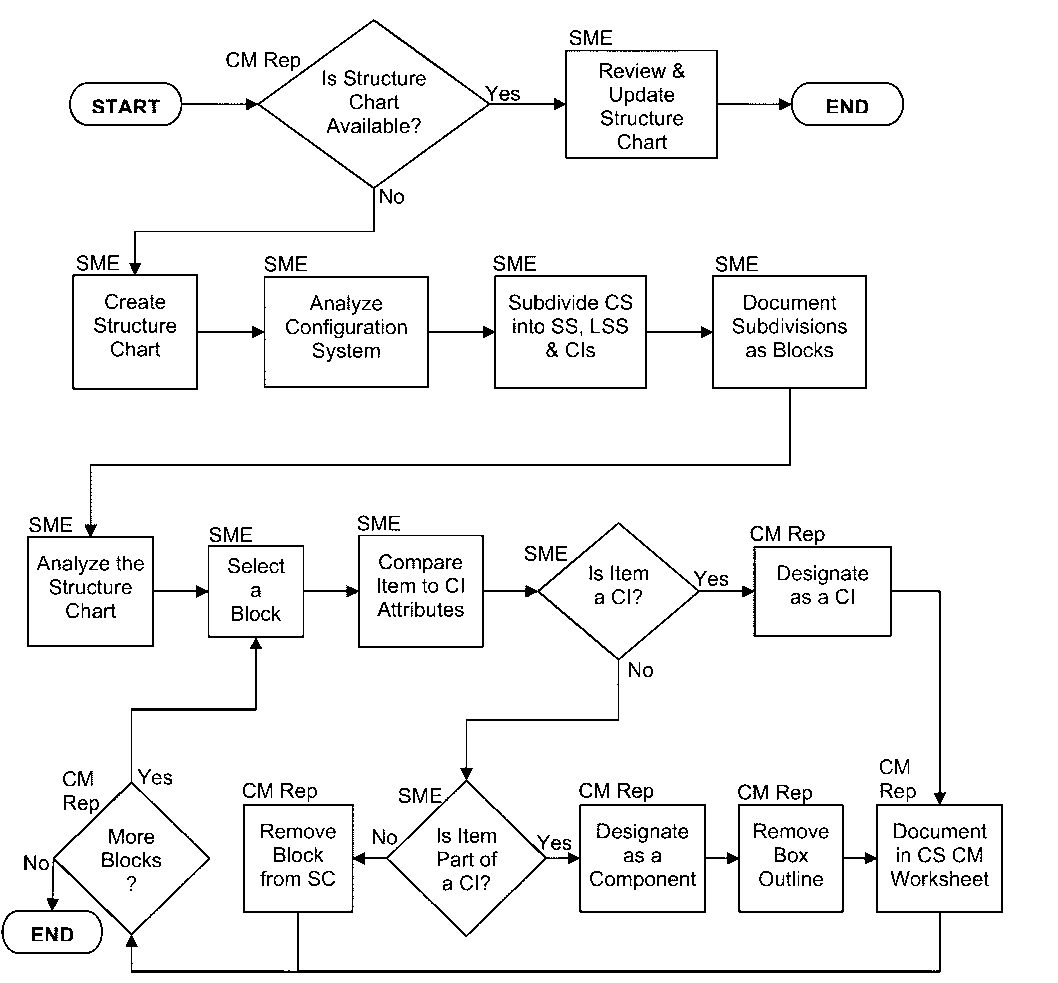 SME
CM Rep
Is Structure
Chart
Available?
START
Yes
Review &
Update
Structure
Chart
END
No
SME
Create
Structure
Chart
SME
Analyze
Configuration
System
SME
Subdivide CS
into SS, LSS
& CIs
SME
Document
Subdivisions
as Blocks
SME
Analyze the
Structure
Chart
SME
Select
a
Block
SME
Compare
Item to CI
Attributes
SME
Is Item
a CI?
Yes
CM Rep
Designate
as a CI
No
CM
Rep
Yes
More
Blocks
?
No
END
CM Rep
Remove
Block
from SC
SME
No
Is Item
Part of
a CI?
Yes
CM Rep
Designate
as a
Component
CM Rep
Remove
Box
Outline
CM
Rep
Document
in CS CM
Worksheet